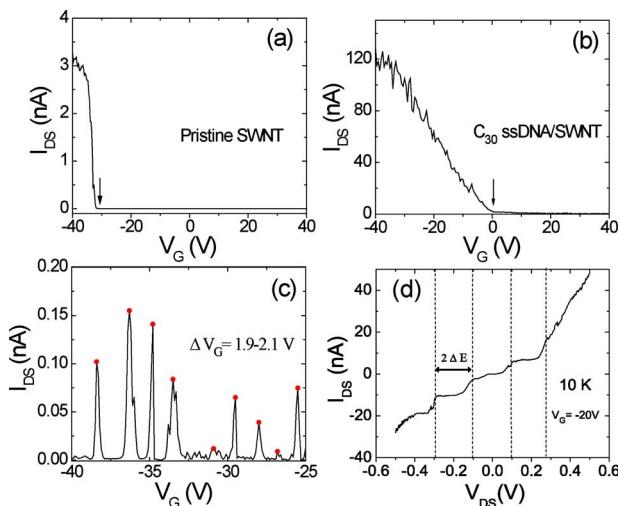 (a)
4
3
2
1
0
I_DS (nA)
Pristine SWNT
-40 -20 0 20 40
V_G (V)
(b)
120
80
40
0
I_DS (nA)
C_30 ssDNA/SWNT
-40 -20 0 20 40
V_G (V)
(c)
0.20
0.15
0.10
0.05
0.00
I_DS (nA)
Δ V_G= 1.9-2.1 V
-40 -35 -30 -25
V_G (V)
(d)
40
20
0
-20
-40
I_DS (nA)
2 Δ E
10 K
V_G= -20V
-0.6 -0.4 -0.2 0.0 0.2 0.4 0.6
V_DS(V)